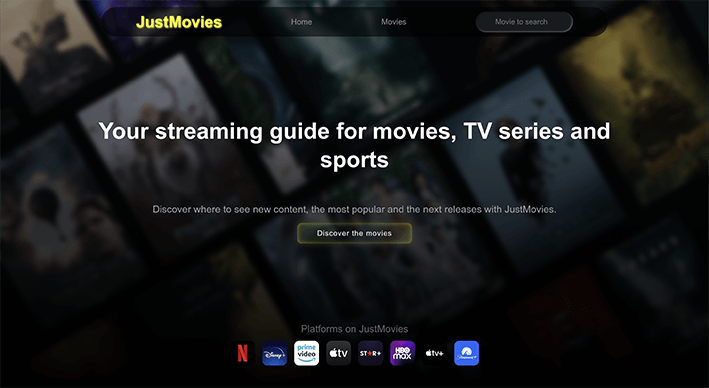 JustMovies
Home
Movies
Movie to search
Your streaming guide for movies, TV series and
sports
Discover where to see new content, the most popular and the next releases with JustMovies.
Discover the movies
Platforms on JustMovies
N
Disney+
prime video
tv
ST★R+
HBO max
tv+
Paramount+